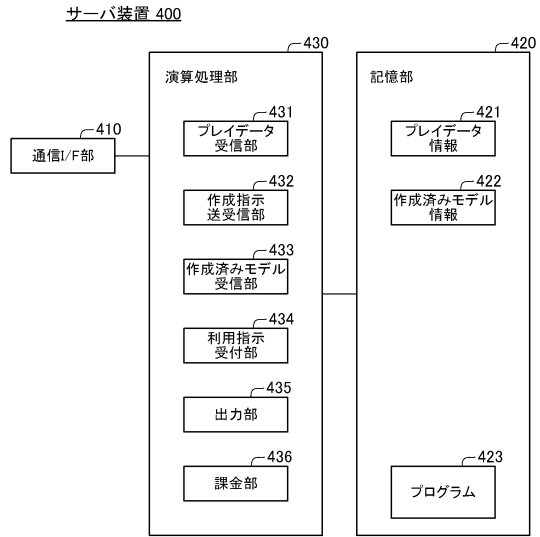 サーバ装置 400
430
420
演算処理部
記憶部
410
通信I/F部
431
プレイデータ
受信部
421
プレイデータ
情報
432
作成指示
送受信部
422
作成済みモデル
情報
433
作成済みモデル
受信部
434
利用指示
受付部
435
出力部
436
課金部
423
プログラム